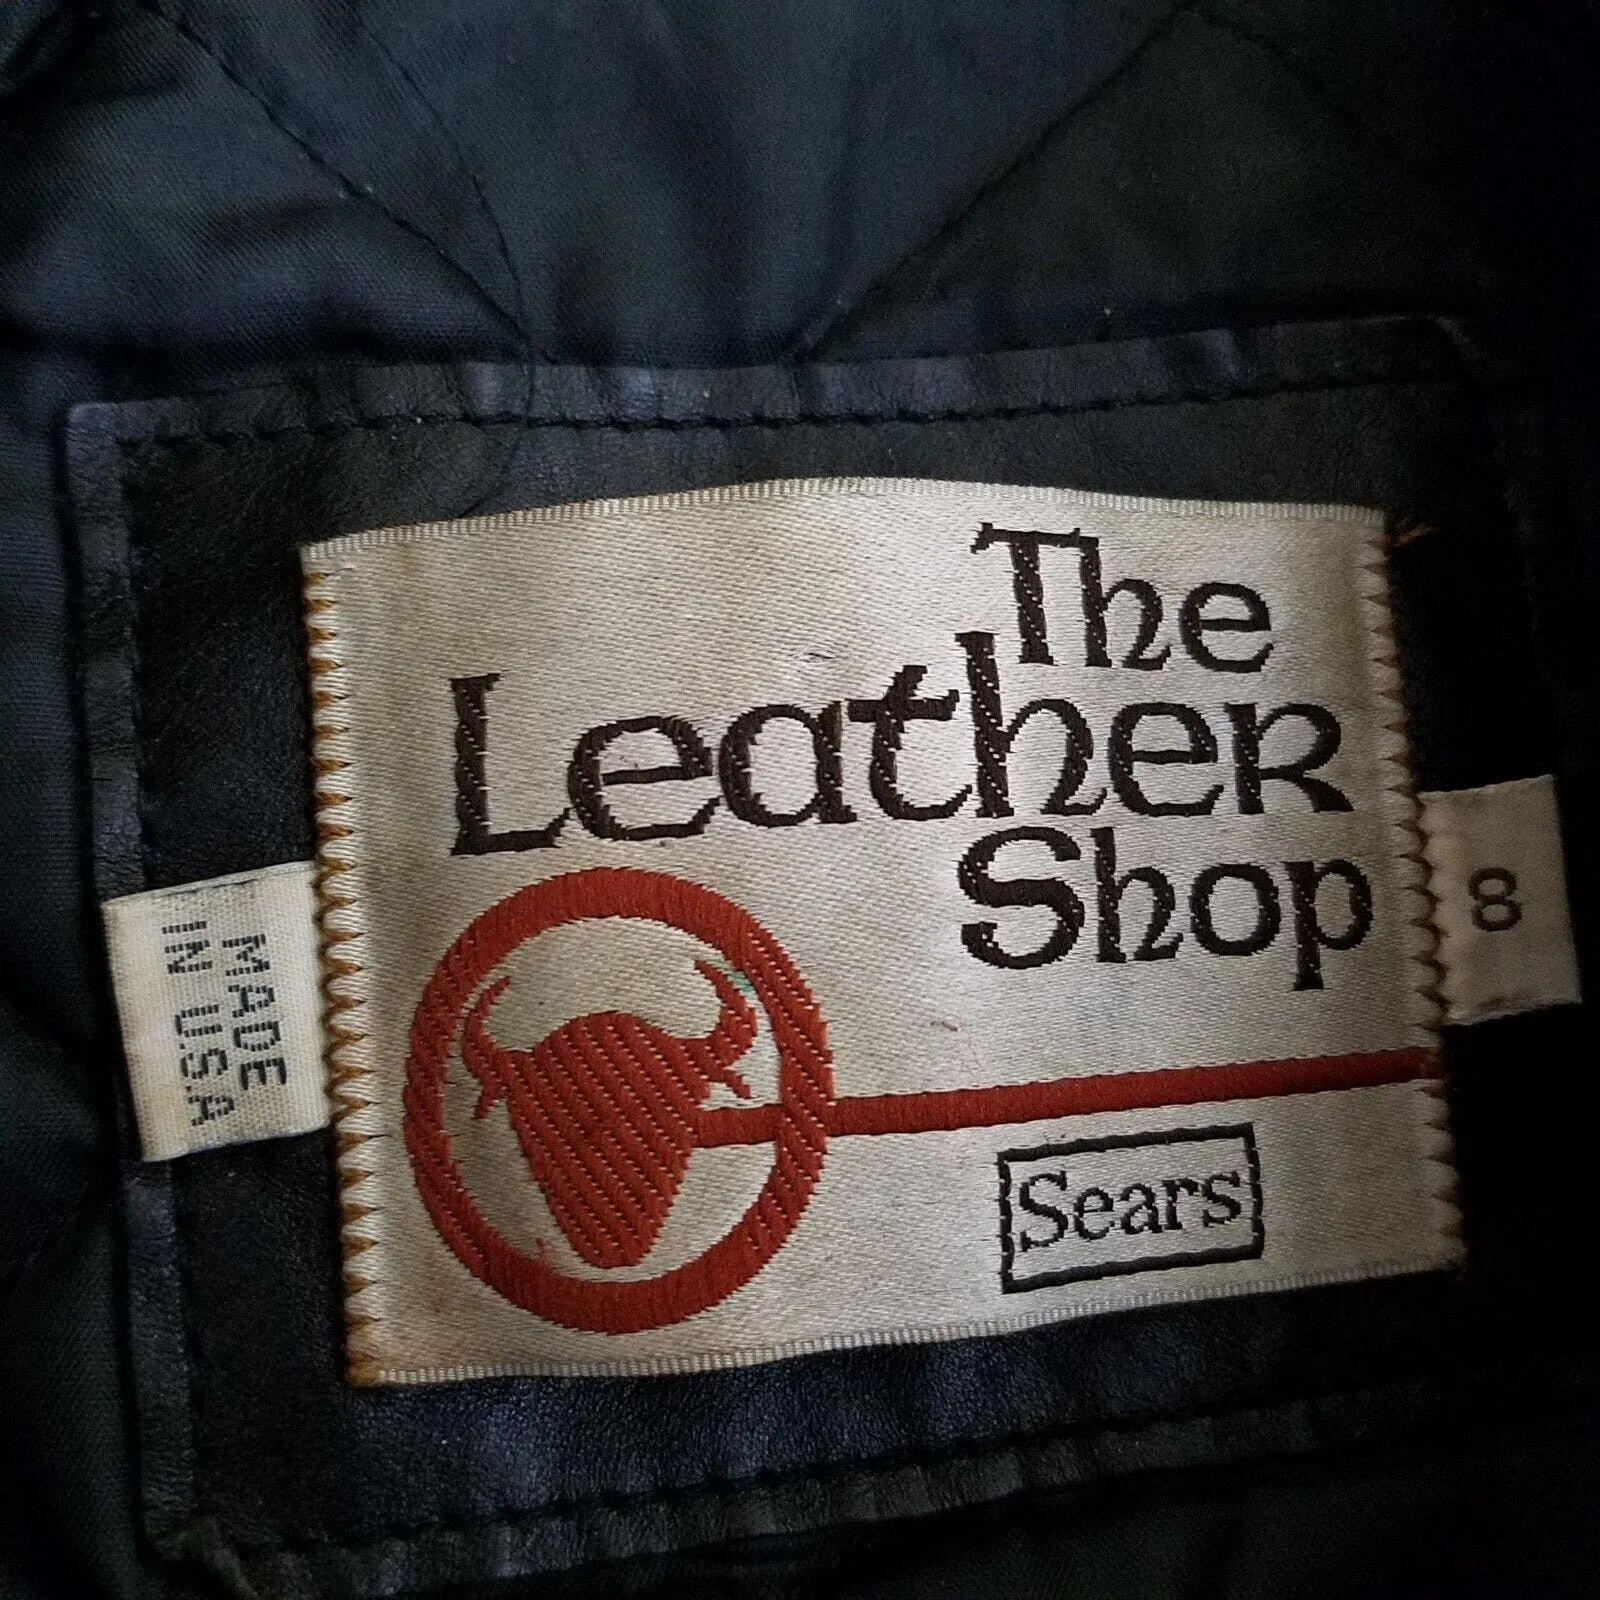 The
Leather
Shop
8
MADE
IN U.S.A
Sears